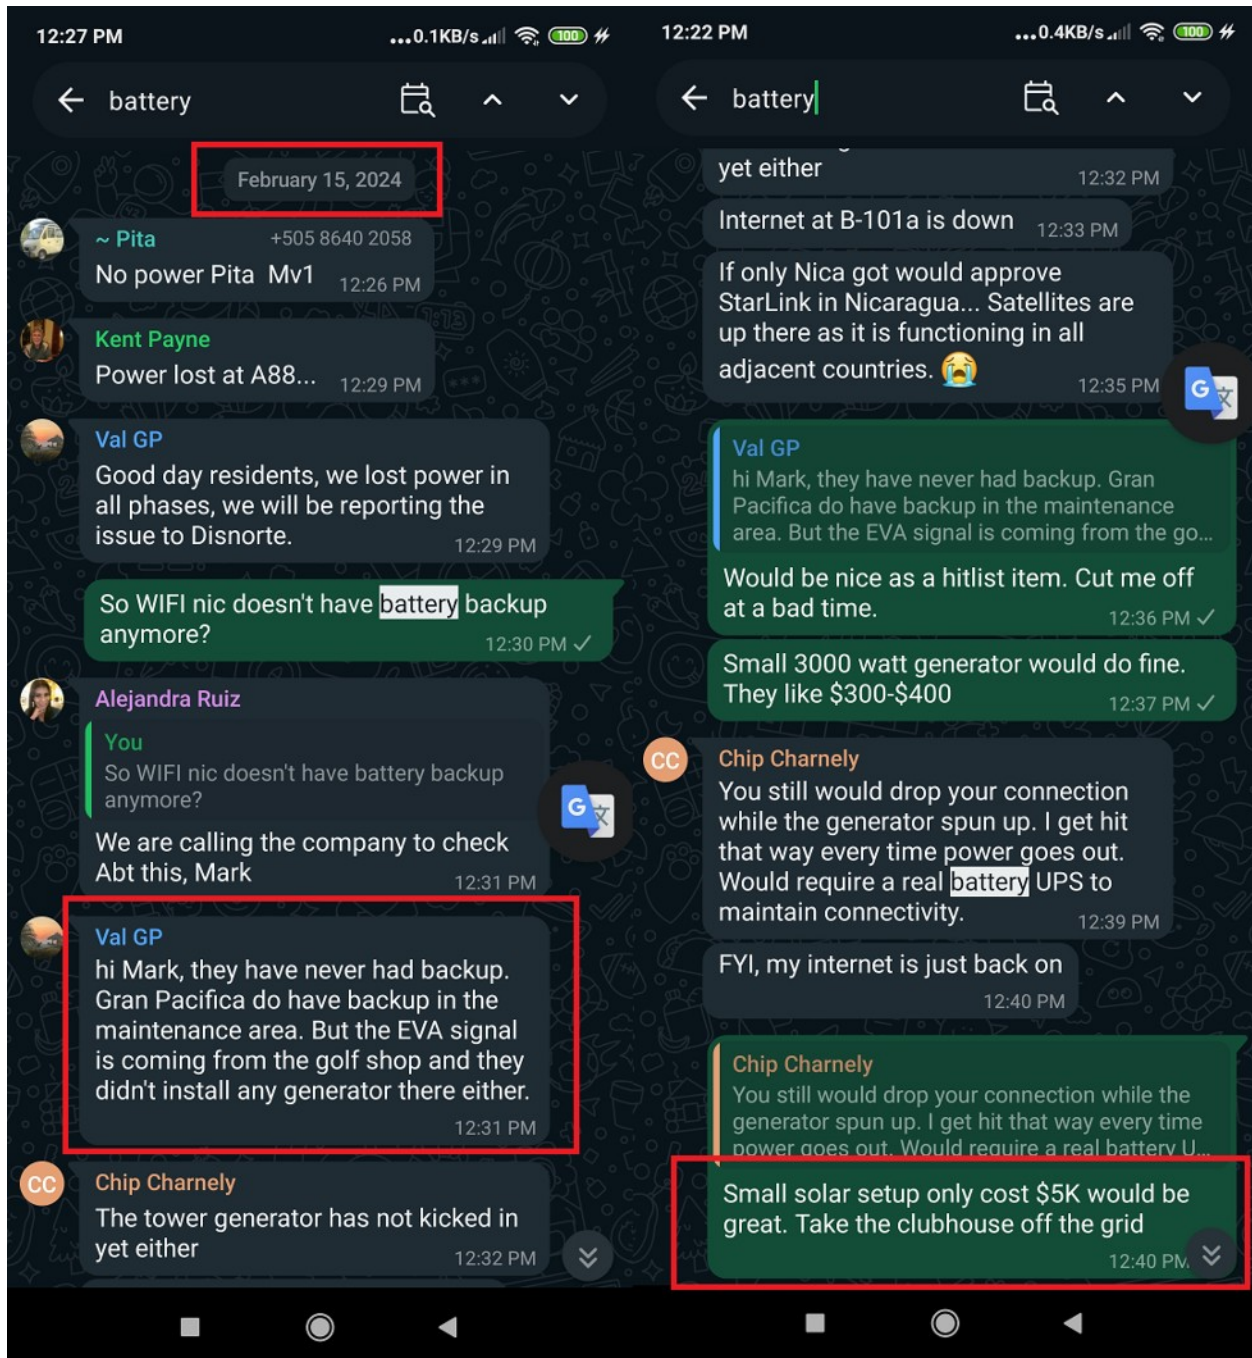 12:27 PM
...0.1KB/s
100
battery
February 15, 2024
~ Pita +505 8640 2058
No power Pita Mv1 12:26 PM
Kent Payne
Power lost at A88... 12:29 PM
Val GP
Good day residents, we lost power in
all phases, we will be reporting the
issue to Disnorte. 12:29 PM
So WIFI nic doesn't have battery backup
anymore? 12:30 PM
Alejandra Ruiz
You
So WIFI nic doesn't have battery backup
anymore?
We are calling the company to check
Abt this, Mark 12:31 PM
Val GP
hi Mark, they have never had backup.
Gran Pacifica do have backup in the
maintenance area. But the EVA signal
is coming from the golf shop and they
didn't install any generator there either.
12:31 PM
CC
Chip Charnely
The tower generator has not kicked in
yet either 12:32 PM
12:22 PM
...0.4KB/s
100
battery
yet either 12:32 PM
Internet at B-101a is down 12:33 PM
If only Nica got would approve
StarLink in Nicaragua... Satellites are
up there as it is functioning in all
adjacent countries. 😭 12:35 PM
G
Val GP
hi Mark, they have never had backup. Gran
Pacifica do have backup in the maintenance
area. But the EVA signal is coming from the go...
Would be nice as a hitlist item. Cut me off
at a bad time. 12:36 PM
Small 3000 watt generator would do fine.
They like $300-$400 12:37 PM
CC
Chip Charnely
You still would drop your connection
while the generator spun up. I get hit
that way every time power goes out.
Would require a real battery UPS to
maintain connectivity. 12:39 PM
FYI, my internet is just back on
12:40 PM
Chip Charnely
You still would drop your connection while the
generator spun up. I get hit that way every time
power goes out. Would require a real battery U...
Small solar setup only cost $5K would be
great. Take the clubhouse off the grid
12:40 PM